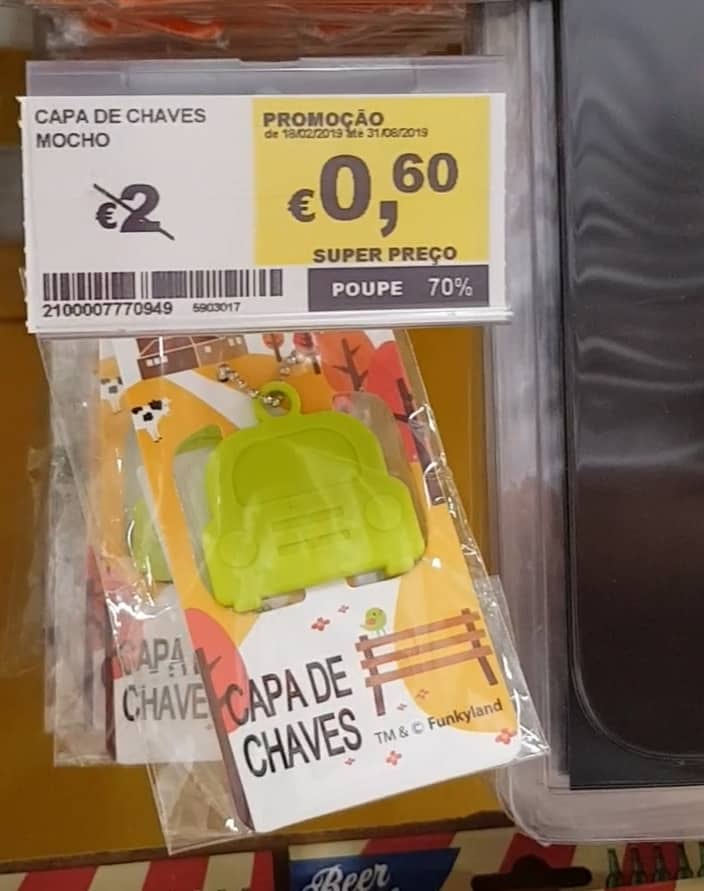 CAPA DE CHAVES
MOCHO
€2
PROMOÇÃO
de 18/02/2019 até 31/08/2019
€0,60
SUPER PREÇO
POUPE 70%
2100007770949 5903017
CAPA DE
CHAVES
TM & © Funkyland
CAPA
CHAVE
Beer